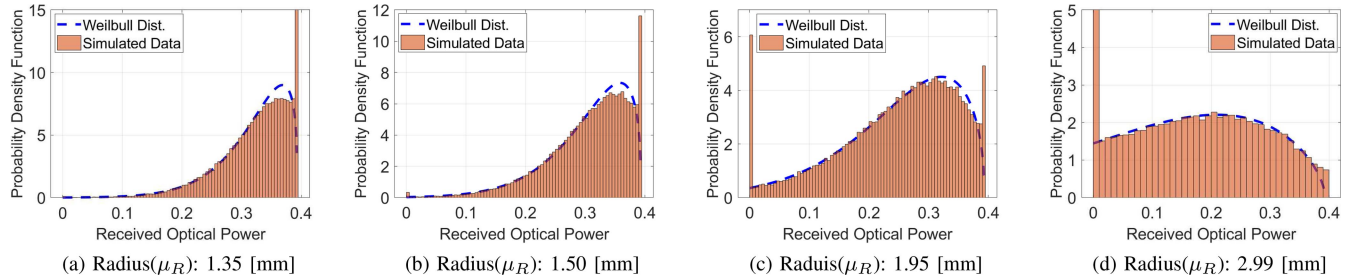 Probability Density Function
15
10
5
0
Weilbull Dist.
Simulated Data
0 0.1 0.2 0.3 0.4
Received Optical Power
(a) Radius(μR): 1.35 [mm]
Probability Density Function
12
10
8
6
4
2
0
Weilbull Dist.
Simulated Data
0 0.1 0.2 0.3 0.4
Received Optical Power
(b) Radius(μR): 1.50 [mm]
Probability Density Function
6
4
2
0
Weilbull Dist.
Simulated Data
0 0.1 0.2 0.3 0.4
Received Optical Power
(c) Raduis(μR): 1.95 [mm]
Probability Density Function
5
4
3
2
1
0
Weilbull Dist.
Simulated Data
0 0.1 0.2 0.3 0.4
Received Optical Power
(d) Radius(μR): 2.99 [mm]